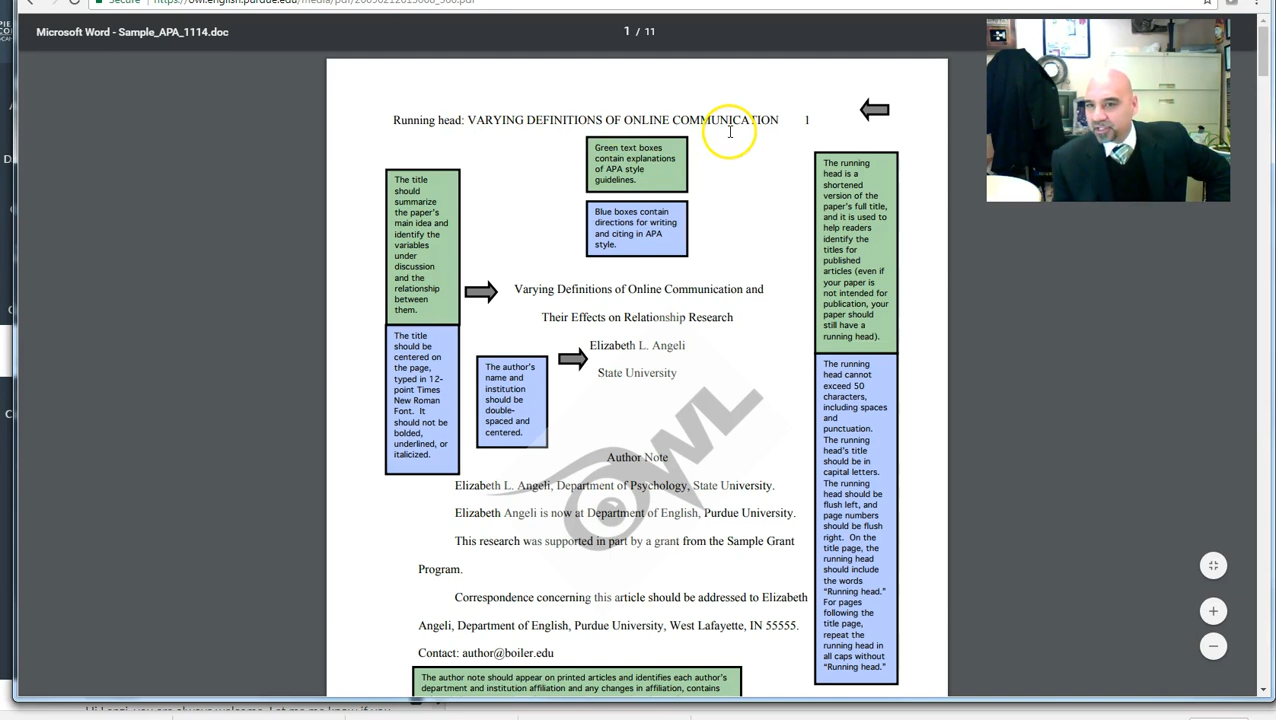 Microsoft Word - Sample_APA_1114.doc
1 / 11
Running head: VARYING DEFINITIONS OF ONLINE COMMUNICATION 1
Green text boxes
contain explanations
of APA style
guidelines.
Blue boxes contain
directions for writing
and citing in APA
style.
The title
should
summarize
the paper's
main idea and
identify the
variables
under
discussion
and the
relationship
between
them.
The title
should be
centered on
the page,
typed in 12-
point Times
New Roman
Font. It
should not be
bolded,
underlined, or
italicized.
The running
head is a
shortened
version of the
paper's full title,
and it is used to
help readers
identify the
titles for
published
articles (even if
your paper is
not intended for
publication, your
paper should
still have a
running head).
The running
head cannot
exceed 50
characters,
including spaces
and
punctuation.
The running
head's title
should be in
capital letters.
The running
head should be
flush left, and
page numbers
should be flush
right. On the
title page, the
running head
should include
the words
“Running head.”
For pages
following the
title page,
repeat the
running head in
all caps without
“Running head.”
Varying Definitions of Online Communication and
Their Effects on Relationship Research
Elizabeth L. Angeli
State University
The author's
name and
institution
should be
double-
spaced and
centered.
OWL
Author Note
Elizabeth L. Angeli, Department of Psychology, State University.
Elizabeth Angeli is now at Department of English, Purdue University.
This research was supported in part by a grant from the Sample Grant
Program.
Correspondence concerning this article should be addressed to Elizabeth
Angeli, Department of English, Purdue University, West Lafayette, IN 55555.
Contact: author@boiler.edu
The author note should appear on printed articles and identifies each author's
department and institution affiliation and any changes in affiliation, contains